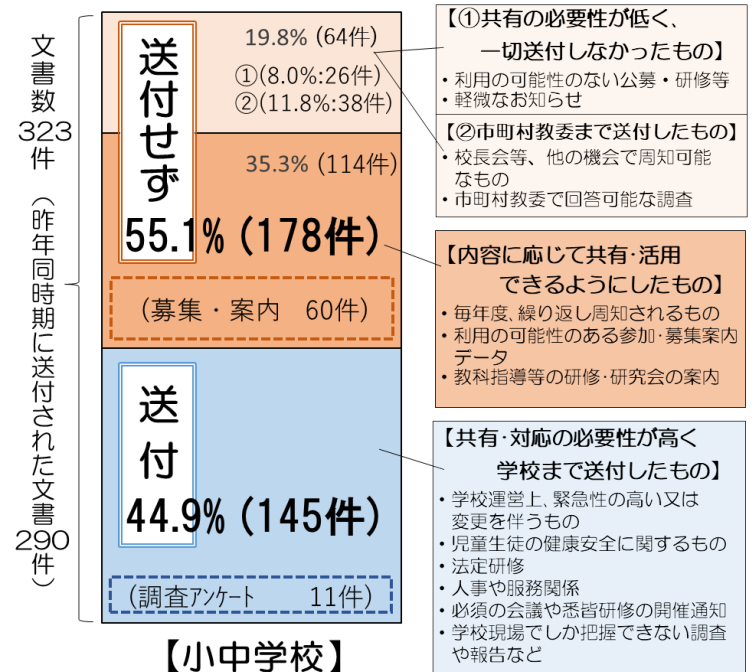 文書数
323
件
(昨年同時期に送付された文書
290
件)
送付せず
19.8% (64件)
①(8.0%:26件)
②(11.8%:38件)
35.3% (114件)
55.1% (178件)
(募集・案内 60件)
送付
44.9% (145件)
(調査アンケート 11件)
【小中学校】
【①共有の必要性が低く、
一切送付しなかったもの】
・利用の可能性のない公募・研修等
・軽微なお知らせ
【②市町村教委まで送付したもの】
・校長会等、他の機会で周知可能
なもの
・市町村教委で回答可能な調査
【内容に応じて共有・活用
できるようにしたもの】
・毎年度、繰り返し周知されるもの
・利用の可能性のある参加・募集案内
データ
・教科指導等の研修・研究会の案内
【共有・対応の必要性が高く
学校まで送付したもの】
・学校運営上、緊急性の高い又は
変更を伴うもの
・児童生徒の健康安全に関するもの
・法定研修
・人事や服務関係
・必須の会議や悉皆研修の開催通知
・学校現場でしか把握できない調査
や報告など